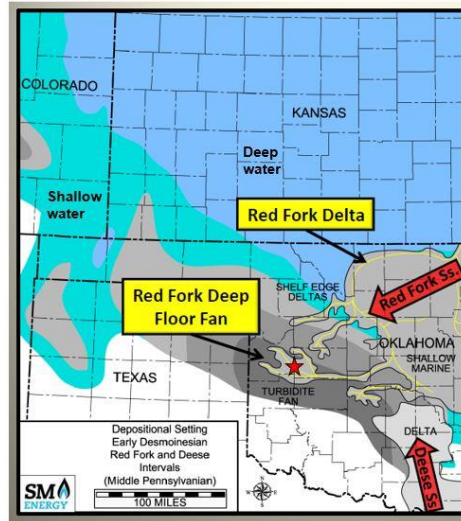 COLORADO
KANSAS
Deep
water
Shallow
water
Red Fork Delta
SHELF EDGE
DELTAS
Red Fork Ss.
Red Fork Deep
Floor Fan
OKLAHOMA
SHALLOW
MARINE
TEXAS
TURBIDITE
FAN
DELTA
Deese Ss.
Depositional Setting
Early Desmoinesian
Red Fork and Deese
Intervals
(Middle Pennsylvanian)
SM
ENERGY
100 MILES